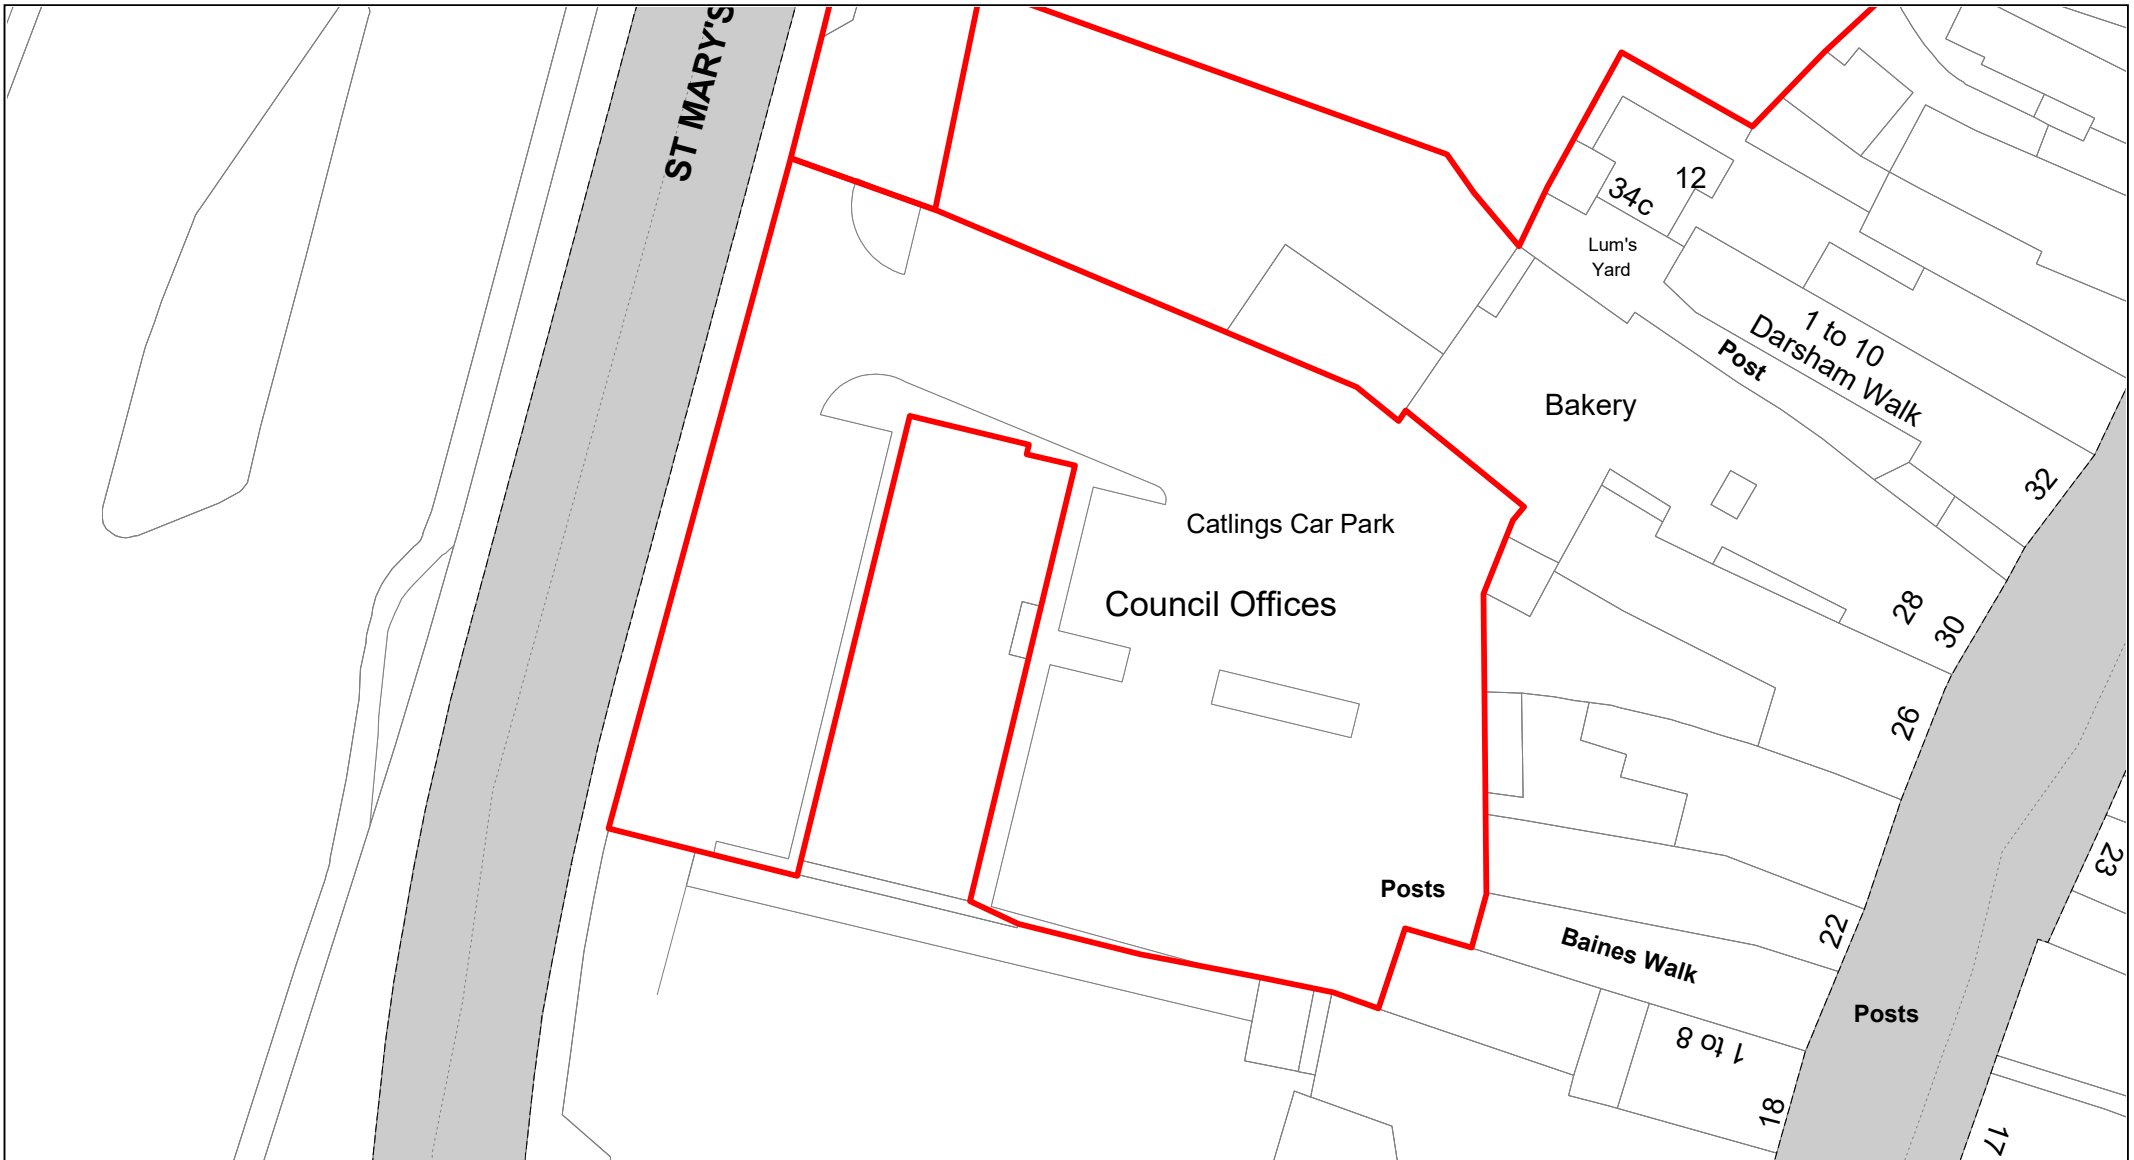 ST MARY'S
12
34c
Lum's
Yard
1 to 10
Darsham Walk
Post
Bakery
32
Catlings Car Park
Council Offices
28
30
26
23
Posts
22
Baines Walk
Posts
1 to 8
18
17